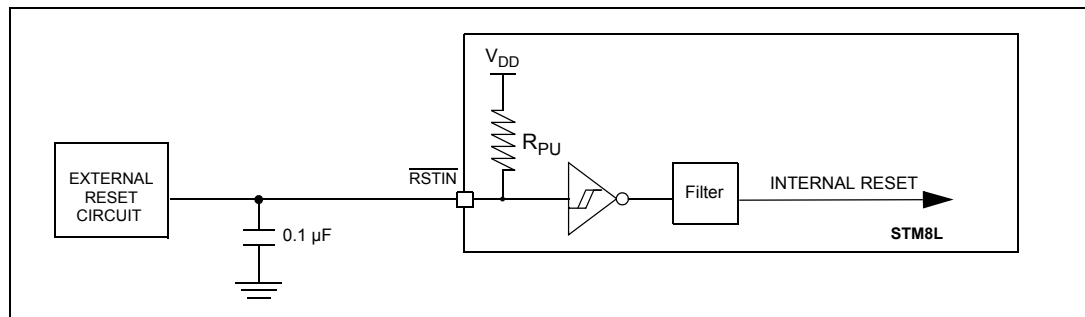 V_DD
R_PU
RSTIN
EXTERNAL
RESET
CIRCUIT
Filter
INTERNAL RESET
0.1 µF
STM8L